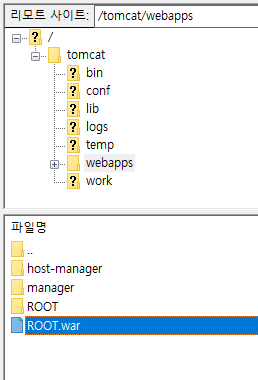 리모트 사이트: /tomcat/webapps
/
tomcat
bin
conf
lib
logs
temp
webapps
work
파일명
..
host-manager
manager
ROOT
ROOT.war